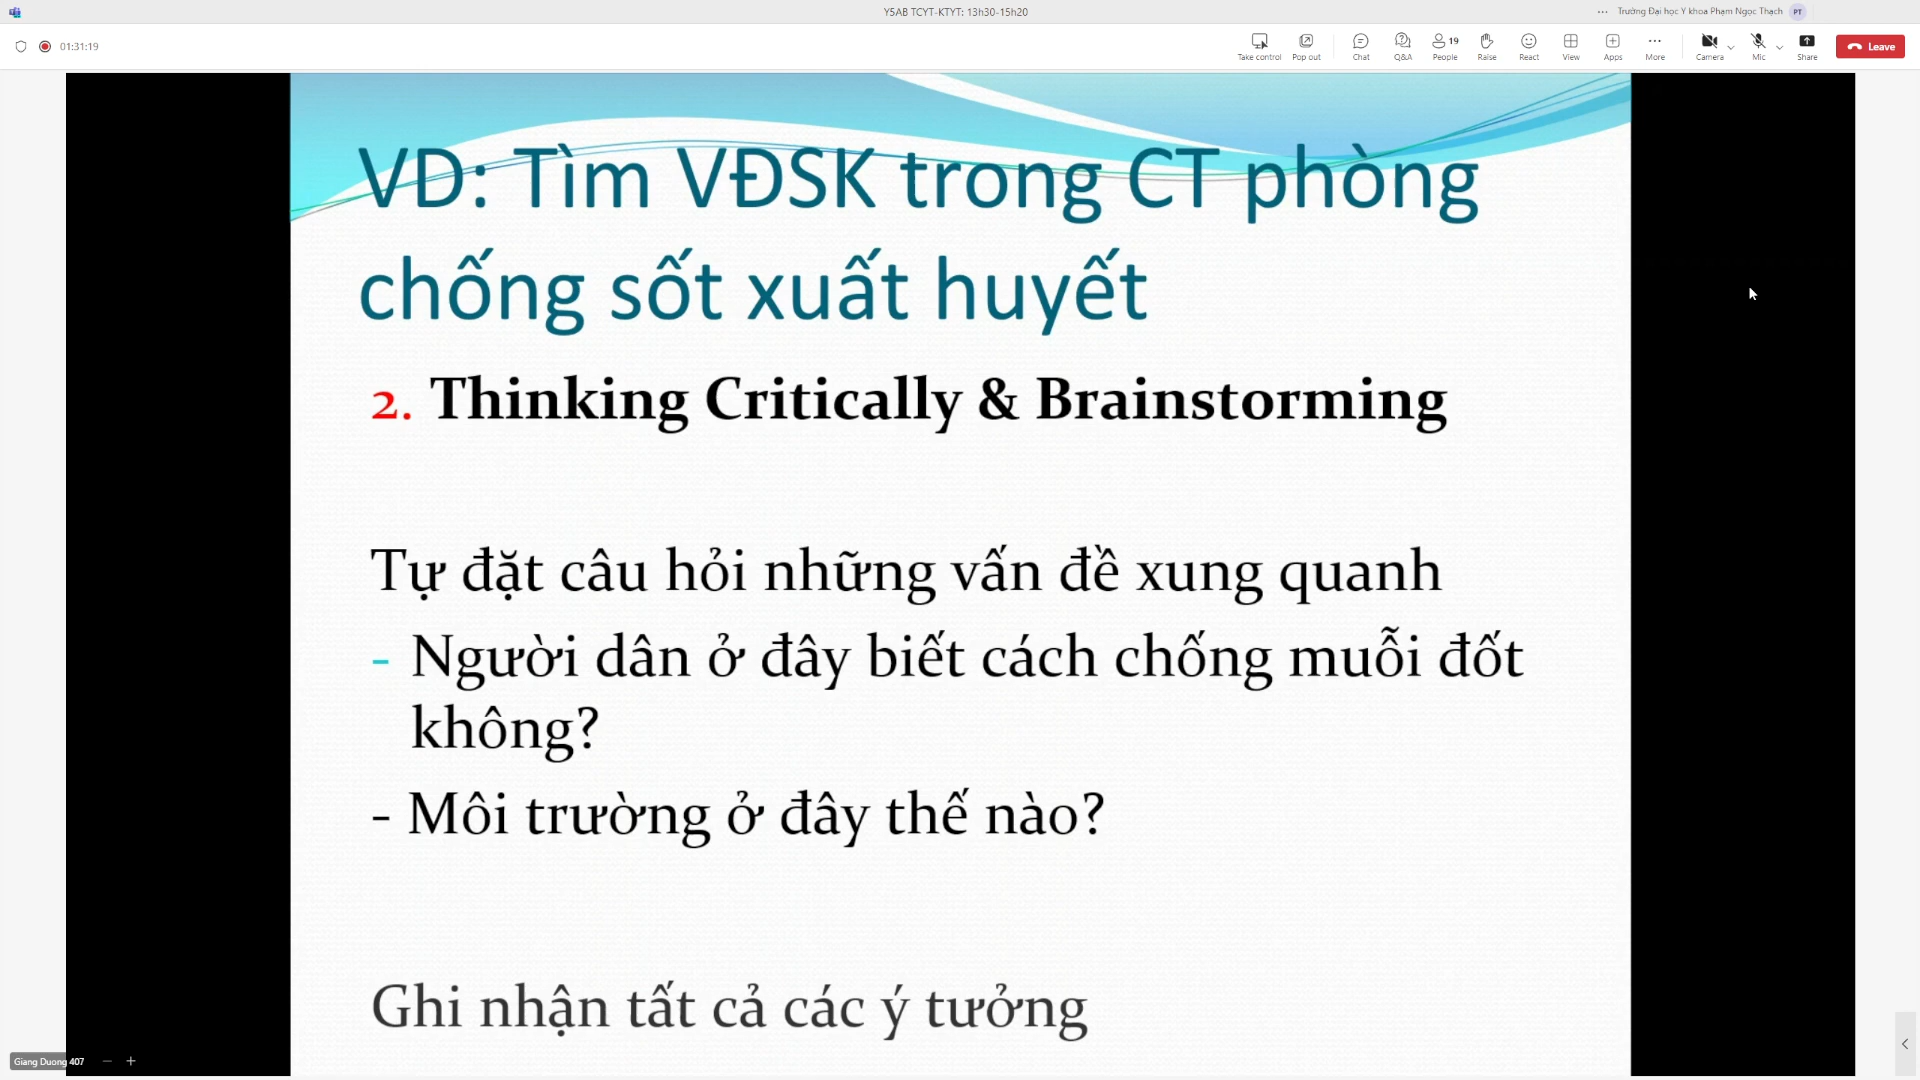 Y5AB TCYT-KTYT: 13h30-15h20
Trường Đại học Y khoa Phạm Ngọc Thạch PT
01:31:19
Take control
Pop out
Chat
Q&A
19
People
Raise
React
View
Apps
More
Camera
Mic
Share
Leave
VD: Tìm VĐSK trong CT phòng
chống sốt xuất huyết
2. Thinking Critically & Brainstorming
Tự đặt câu hỏi những vấn đề xung quanh
- Người dân ở đây biết cách chống muỗi đốt
không?
- Môi trường ở đây thế nào?
Ghi nhận tất cả các ý tưởng
Giang Duong 407